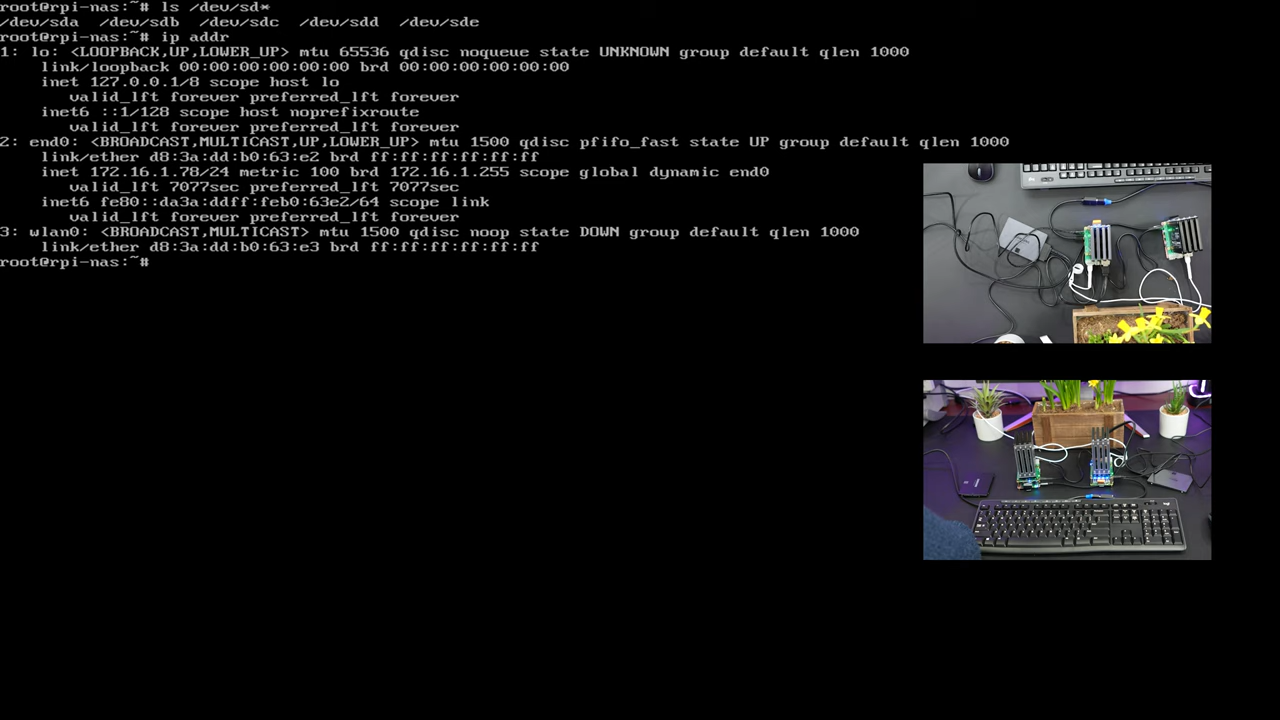 root@rpi-nas:~# ls /dev/sd*
/dev/sda  /dev/sdb  /dev/sdc  /dev/sdd  /dev/sde
root@rpi-nas:~# ip addr
1: lo: <LOOPBACK,UP,LOWER_UP> mtu 65536 qdisc noqueue state UNKNOWN group default qlen 1000
    link/loopback 00:00:00:00:00:00 brd 00:00:00:00:00:00
    inet 127.0.0.1/8 scope host lo
       valid_lft forever preferred_lft forever
    inet6 ::1/128 scope host noprefixroute
       valid_lft forever preferred_lft forever
2: end0: <BROADCAST,MULTICAST,UP,LOWER_UP> mtu 1500 qdisc pfifo_fast state UP group default qlen 1000
    link/ether d8:3a:dd:b0:63:e2 brd ff:ff:ff:ff:ff:ff
    inet 172.16.1.78/24 metric 100 brd 172.16.1.255 scope global dynamic end0
       valid_lft 7077sec preferred_lft 7077sec
    inet6 fe80::da3a:ddff:feb0:63e2/64 scope link
       valid_lft forever preferred_lft forever
3: wlan0: <BROADCAST,MULTICAST> mtu 1500 qdisc noop state DOWN group default qlen 1000
    link/ether d8:3a:dd:b0:63:e3 brd ff:ff:ff:ff:ff:ff
root@rpi-nas:~#